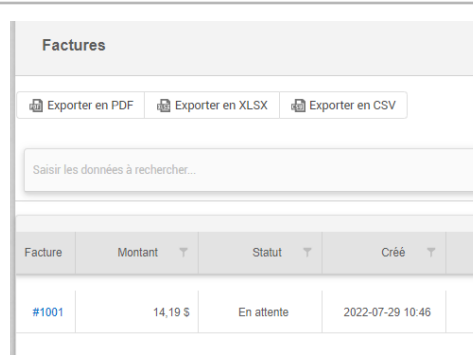 Factures
Exporter en PDF Exporter en XLSX Exporter en CSV
Saisir les données à rechercher...
Facture Montant Statut Créé
#1001 14,19 $ En attente 2022-07-29 10:46